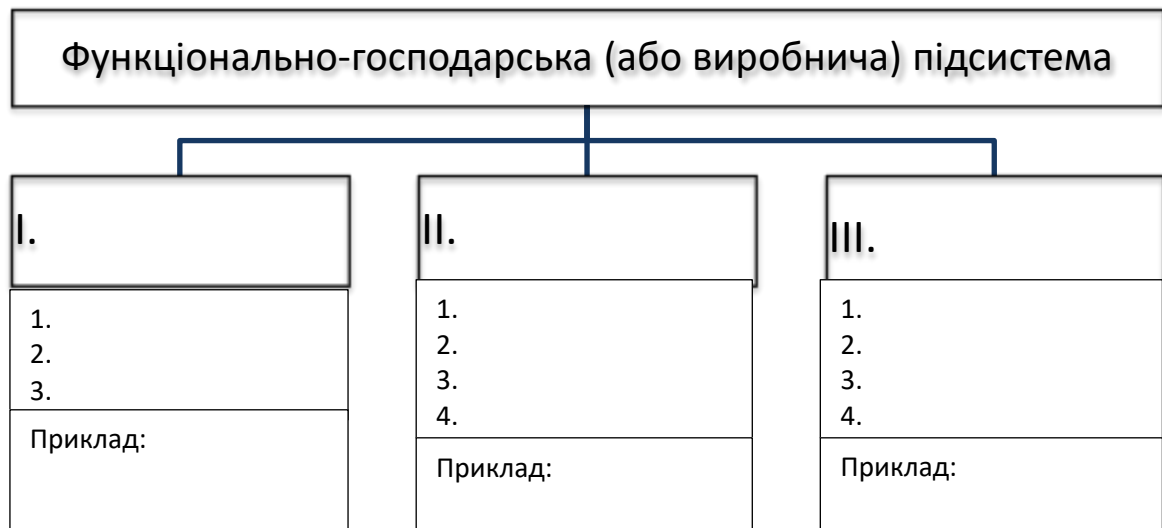 Функціонально-господарська (або виробнича) підсистема
I.
1.
2.
3.
Приклад:
II.
1.
2.
3.
4.
Приклад:
III.
1.
2.
3.
4.
Приклад: